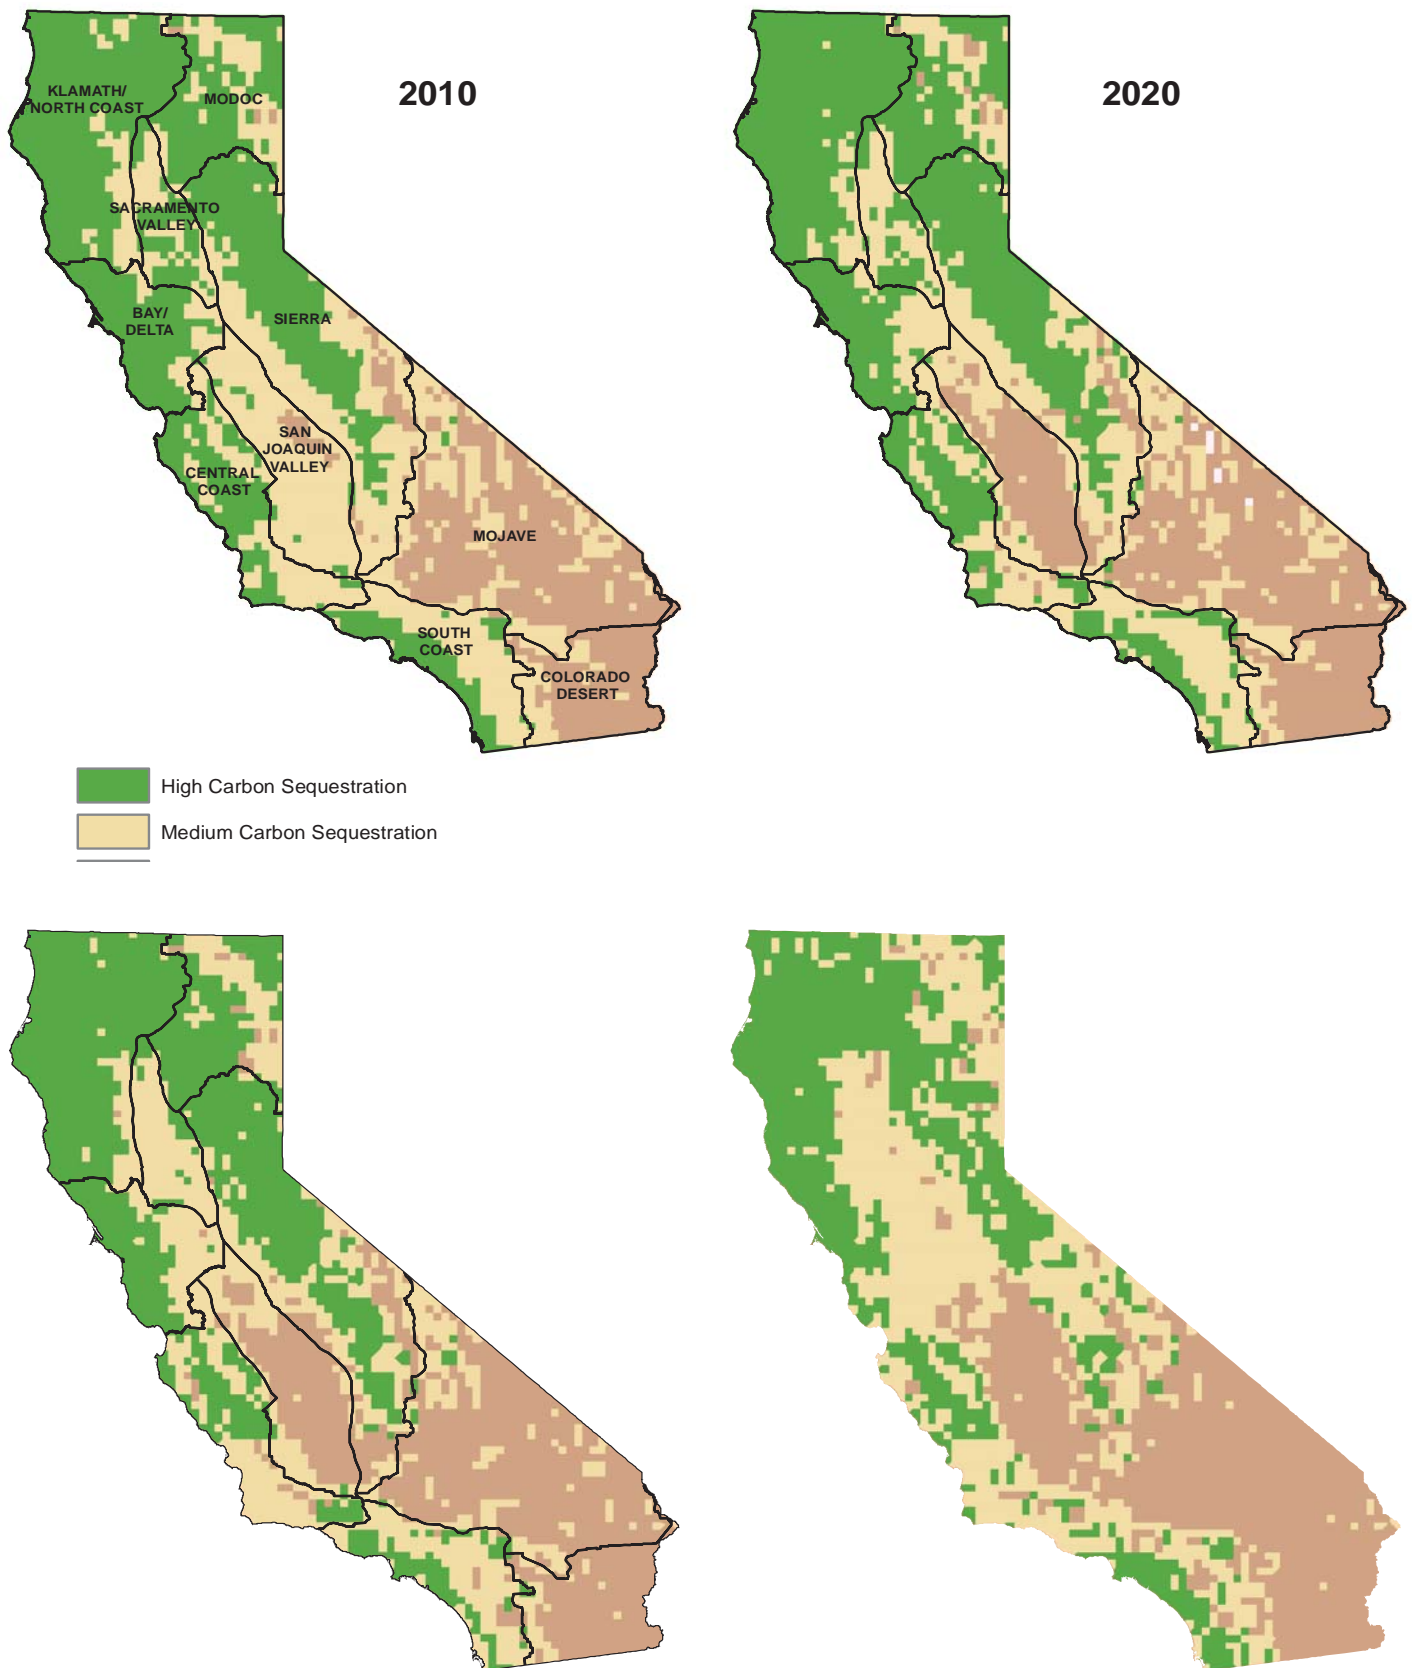 2010
KLAMATH/
NORTH COAST
MODOC
SACRAMENTO
VALLEY
BAY/
DELTA
SIERRA
SAN
JOAQUIN
VALLEY
CENTRAL
COAST
MOJAVE
SOUTH
COAST
COLORADO
DESERT
2020
High Carbon Sequestration
Medium Carbon Sequestration